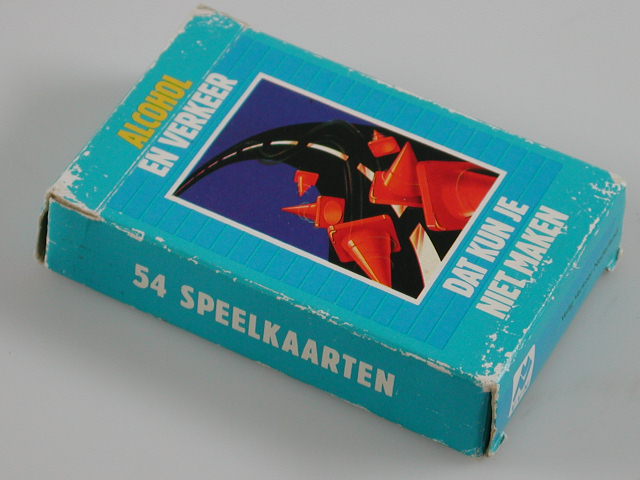 ALCOHOL
EN VERKEER
DAT KUN JE
NIET MAKEN
54 SPEELKAARTEN